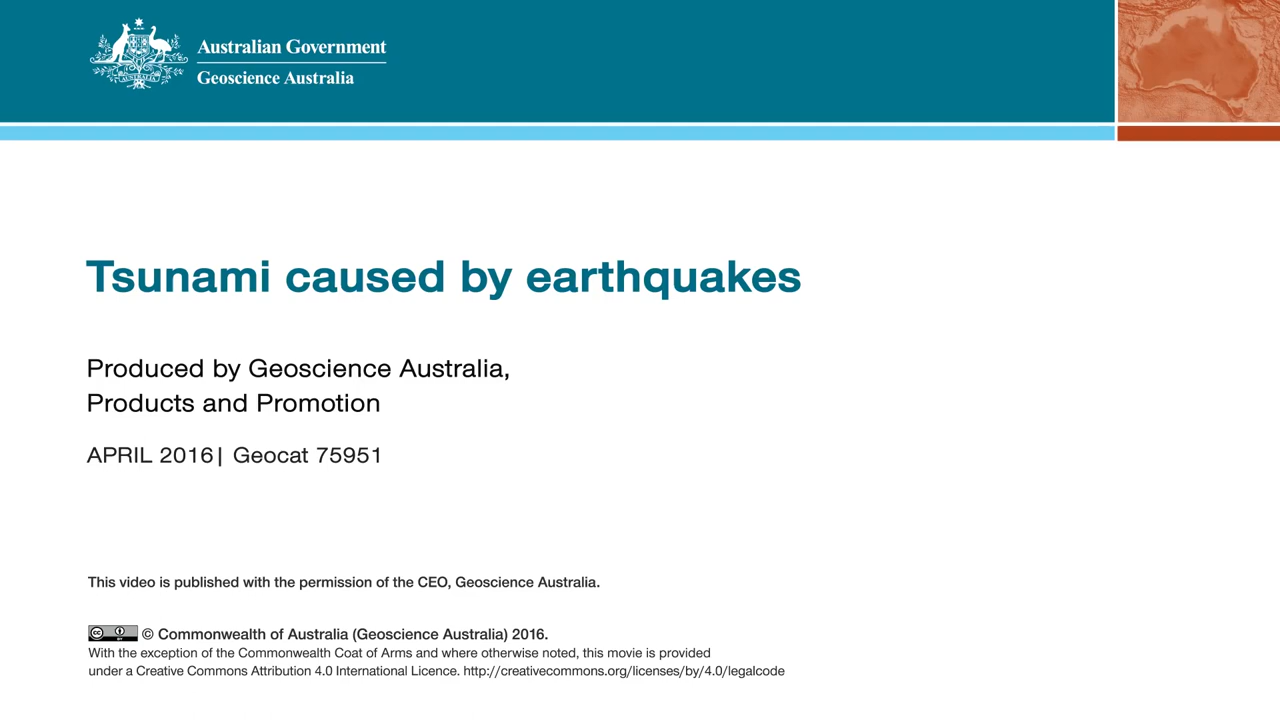 Australian Government
Geoscience Australia
Tsunami caused by earthquakes
Produced by Geoscience Australia,
Products and Promotion
APRIL 2016| Geocat 75951
This video is published with the permission of the CEO, Geoscience Australia.
© Commonwealth of Australia (Geoscience Australia) 2016.
With the exception of the Commonwealth Coat of Arms and where otherwise noted, this movie is provided
under a Creative Commons Attribution 4.0 International Licence. http://creativecommons.org/licenses/by/4.0/legalcode